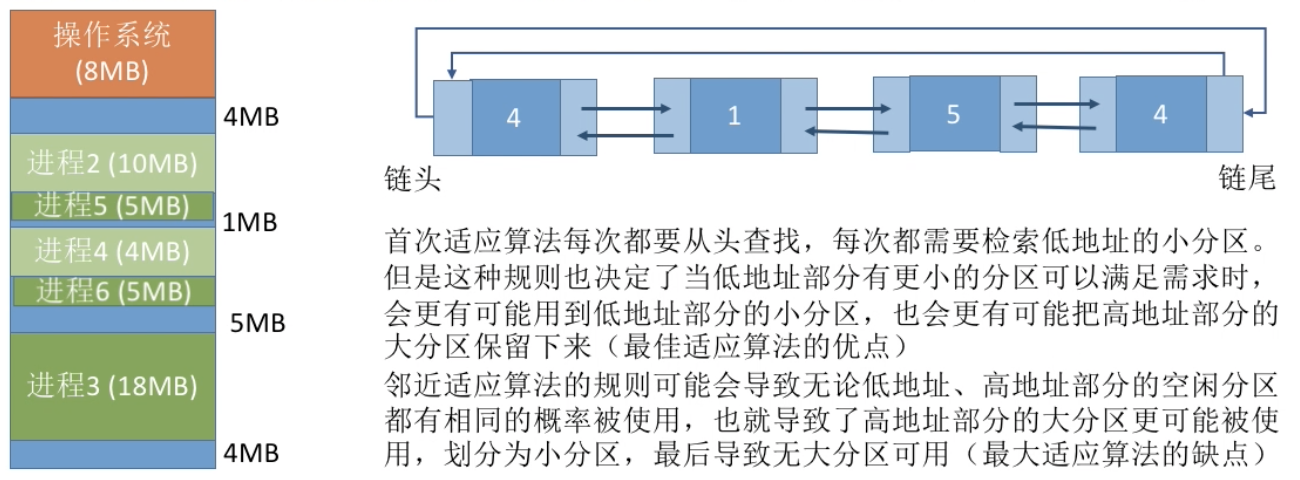 操作系统
(8MB)
4MB
进程2 (10MB)
进程5 (5MB)
1MB
进程4 (4MB)
进程6 (5MB)
5MB
进程3 (18MB)
4MB
4
1
5
4
链头
链尾
首次适应算法每次都要从头查找，每次都需要检索低地址的小分区。
但是这种规则也决定了当低地址部分有更小的分区可以满足需求时，
会更有可能用到低地址部分的小分区，也会更有可能把高地址部分的
大分区保留下来（最佳适应算法的优点）
邻近适应算法的规则可能会导致无论低地址、高地址部分的空闲分区
都有相同的概率被使用，也就导致了高地址部分的大分区更可能被使
用，划分为小分区，最后导致无大分区可用（最大适应算法的缺点）